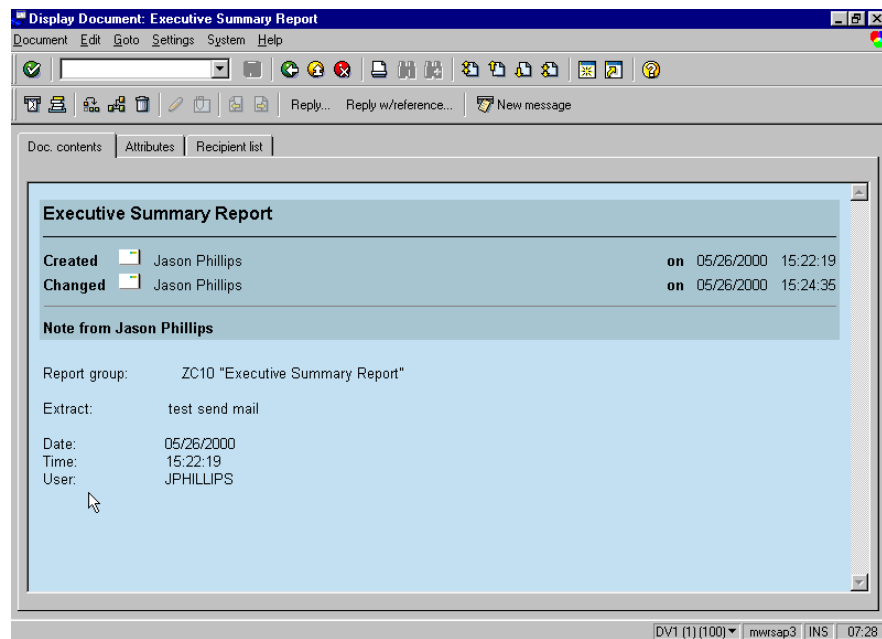 Display Document: Executive Summary Report
Document Edit Goto Settings System Help
Reply... Reply w/reference... New message
Doc. contents Attributes Recipient list
Executive Summary Report
Created Jason Phillips on 05/26/2000 15:22:19
Changed Jason Phillips on 05/26/2000 15:24:35
Note from Jason Phillips
Report group: ZC10 "Executive Summary Report"
Extract: test send mail
Date: 05/26/2000
Time: 15:22:19
User: JPHILLIPS
DV1 (1) (100) mwrsap3 INS 07:28